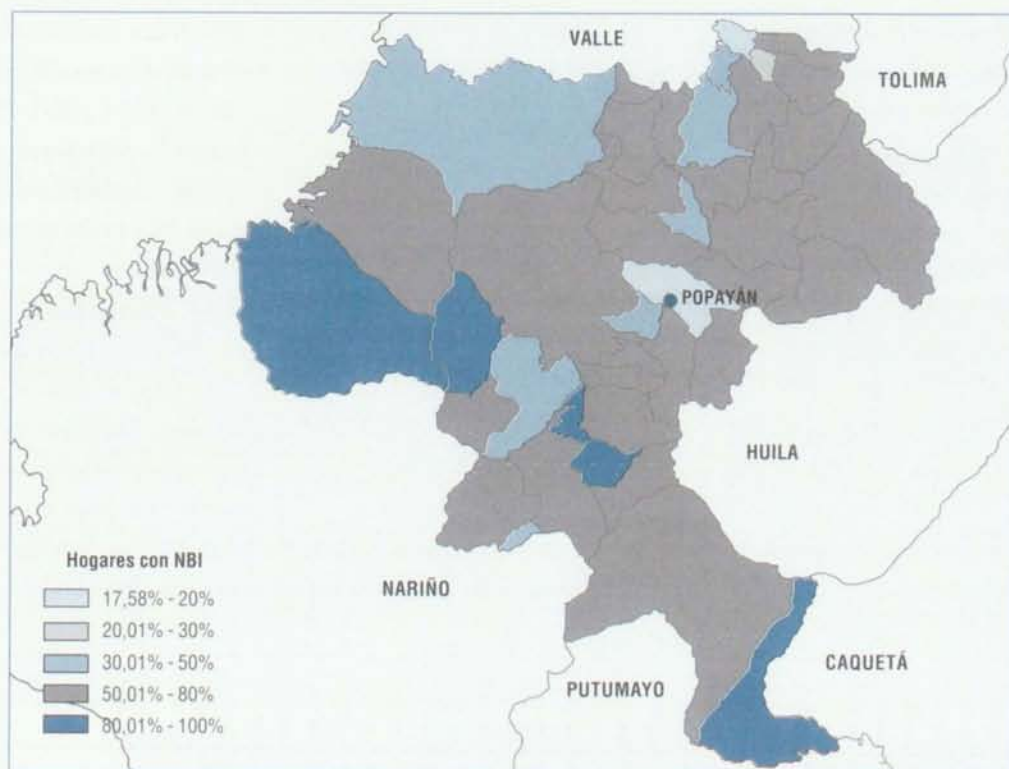 VALLE
TOLIMA
POPAYÁN
HUILA
NARIÑO
CAQUETÁ
PUTUMAYO
Hogares con NBI
17,58% - 20%
20,01% - 30%
30,01% - 50%
50,01% - 80%
80,01% - 100%